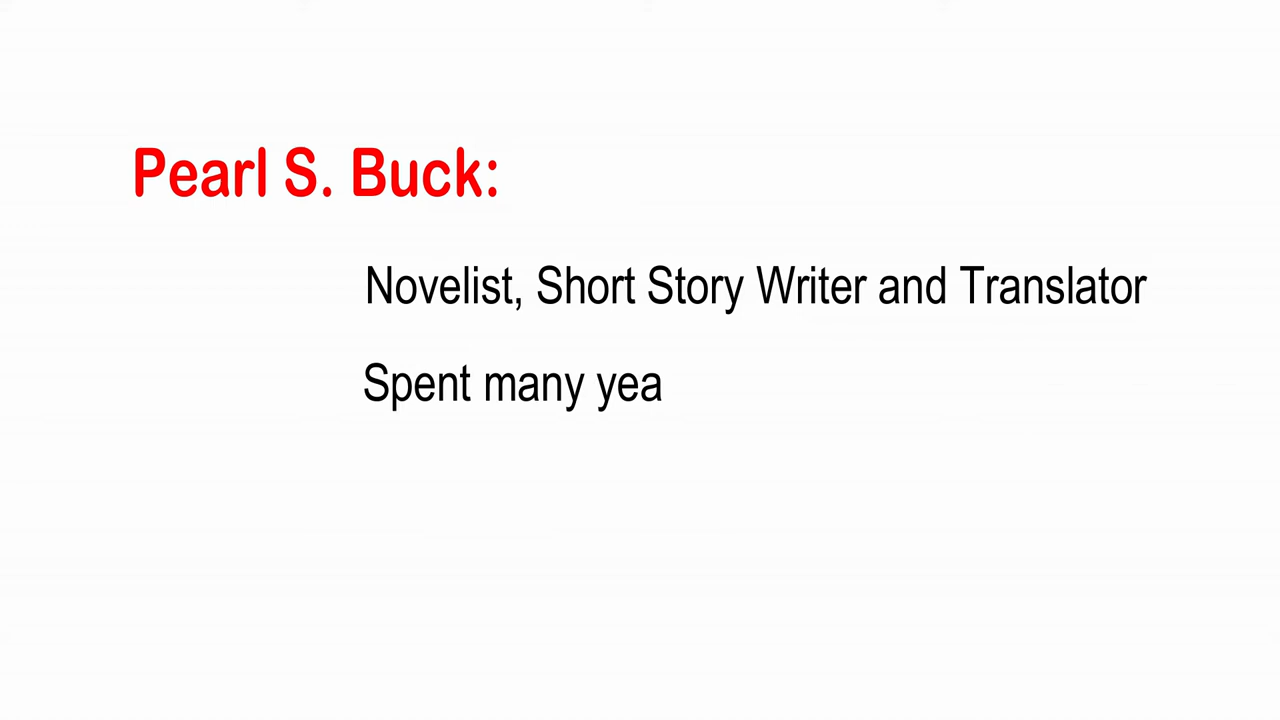 Pearl S. Buck:
Novelist, Short Story Writer and Translator
Spent many yea